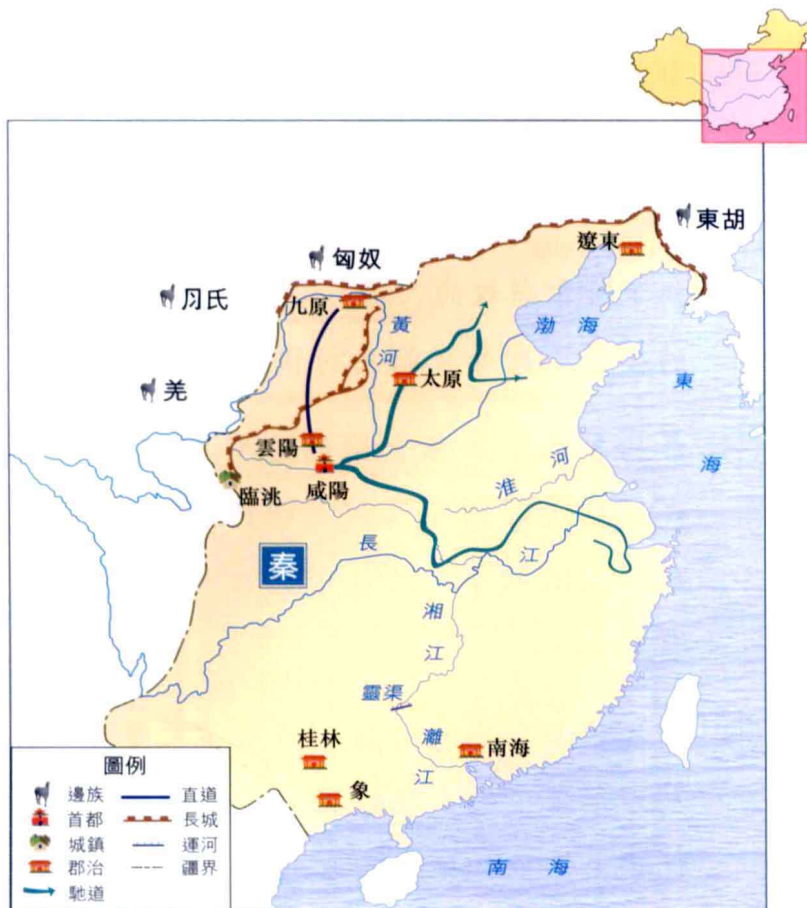 東胡
遼東
匈奴
月氏
九原
黃河
渤海
羌
太原
東海
雲陽
臨洮
咸陽
淮河
秦
長江
湘江
靈渠
桂林
灕江
南海
象
南海
圖例
邊族 直道
首都 長城
城鎮 運河
郡治 疆界
馳道